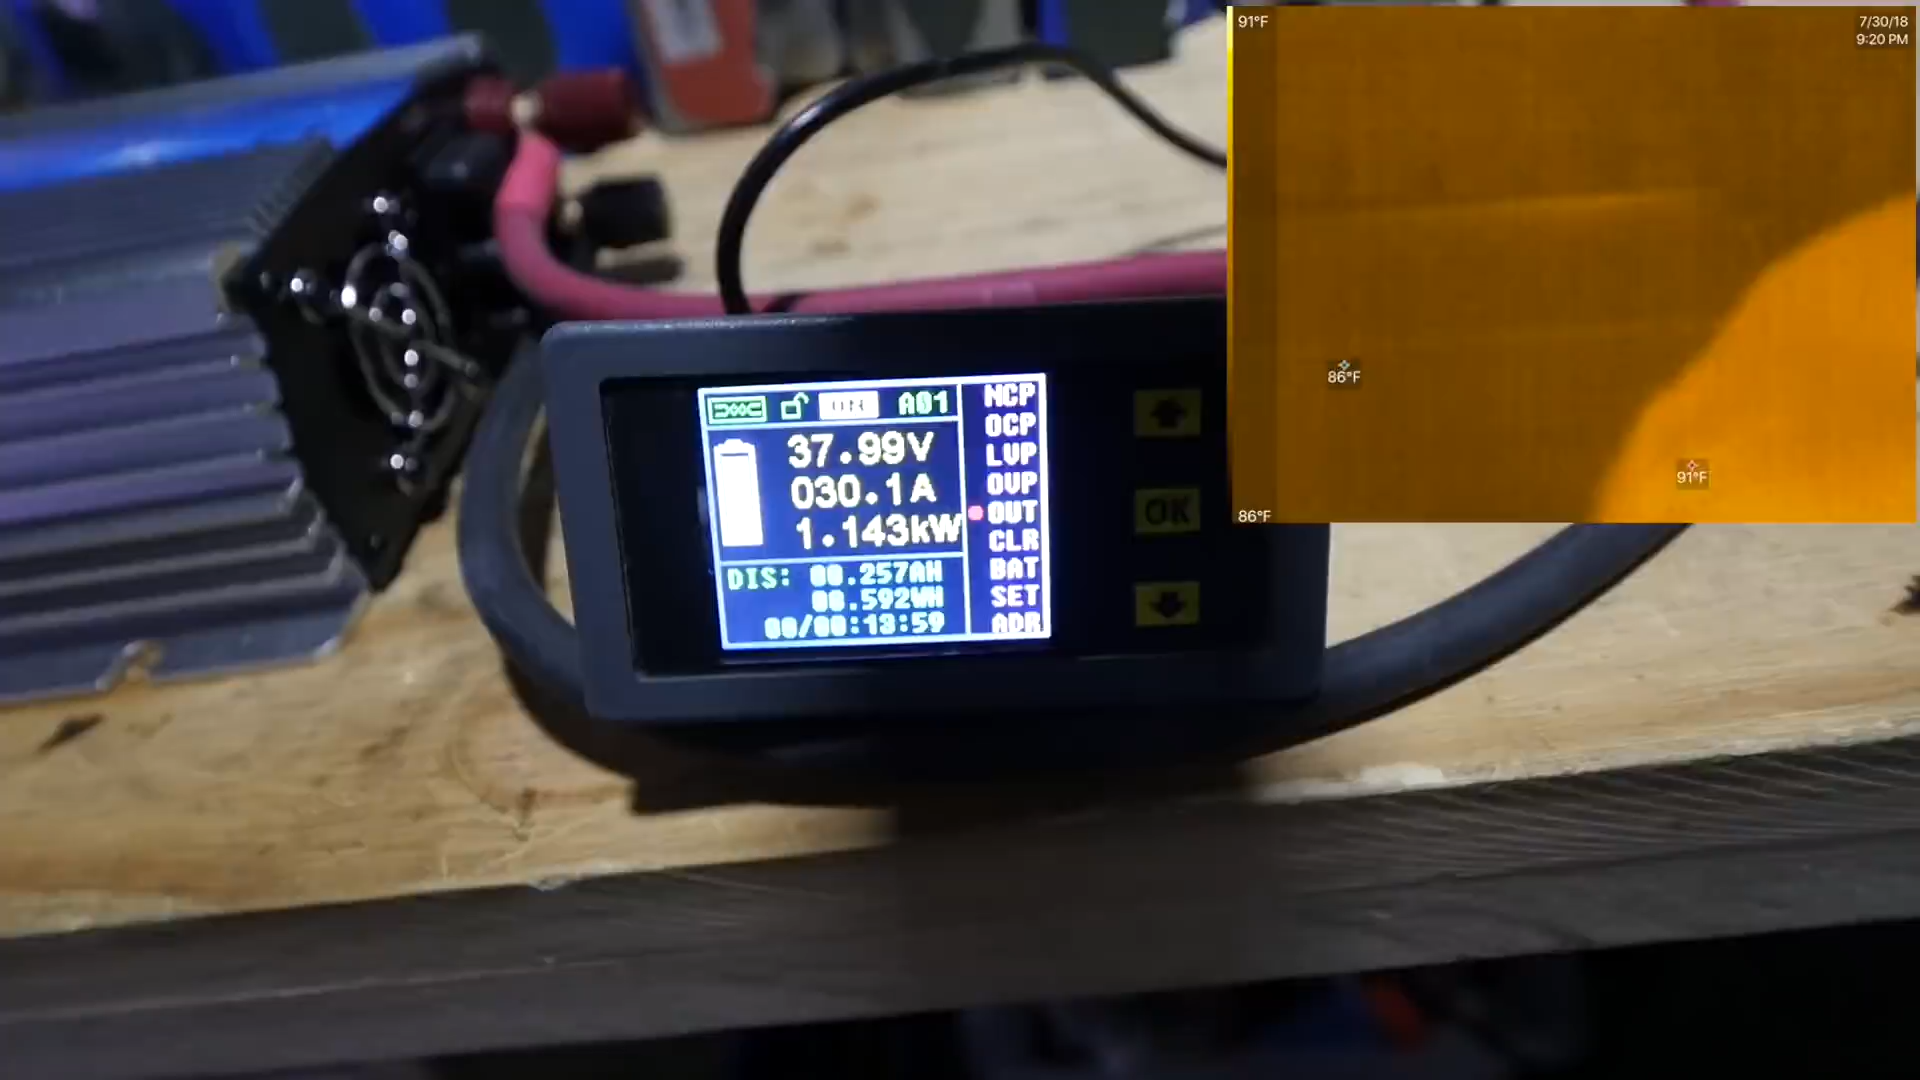 ON A01
37.99V
030.1A
1.143kW
DIS: 00.257AH
00.592WH
00/00:13:59
NCP
OCP
LVP
OVP
OUT
CLR
BAT
SET
ADR
OK
91°F
7/30/18
9:20 PM
86°F
91°F
86°F